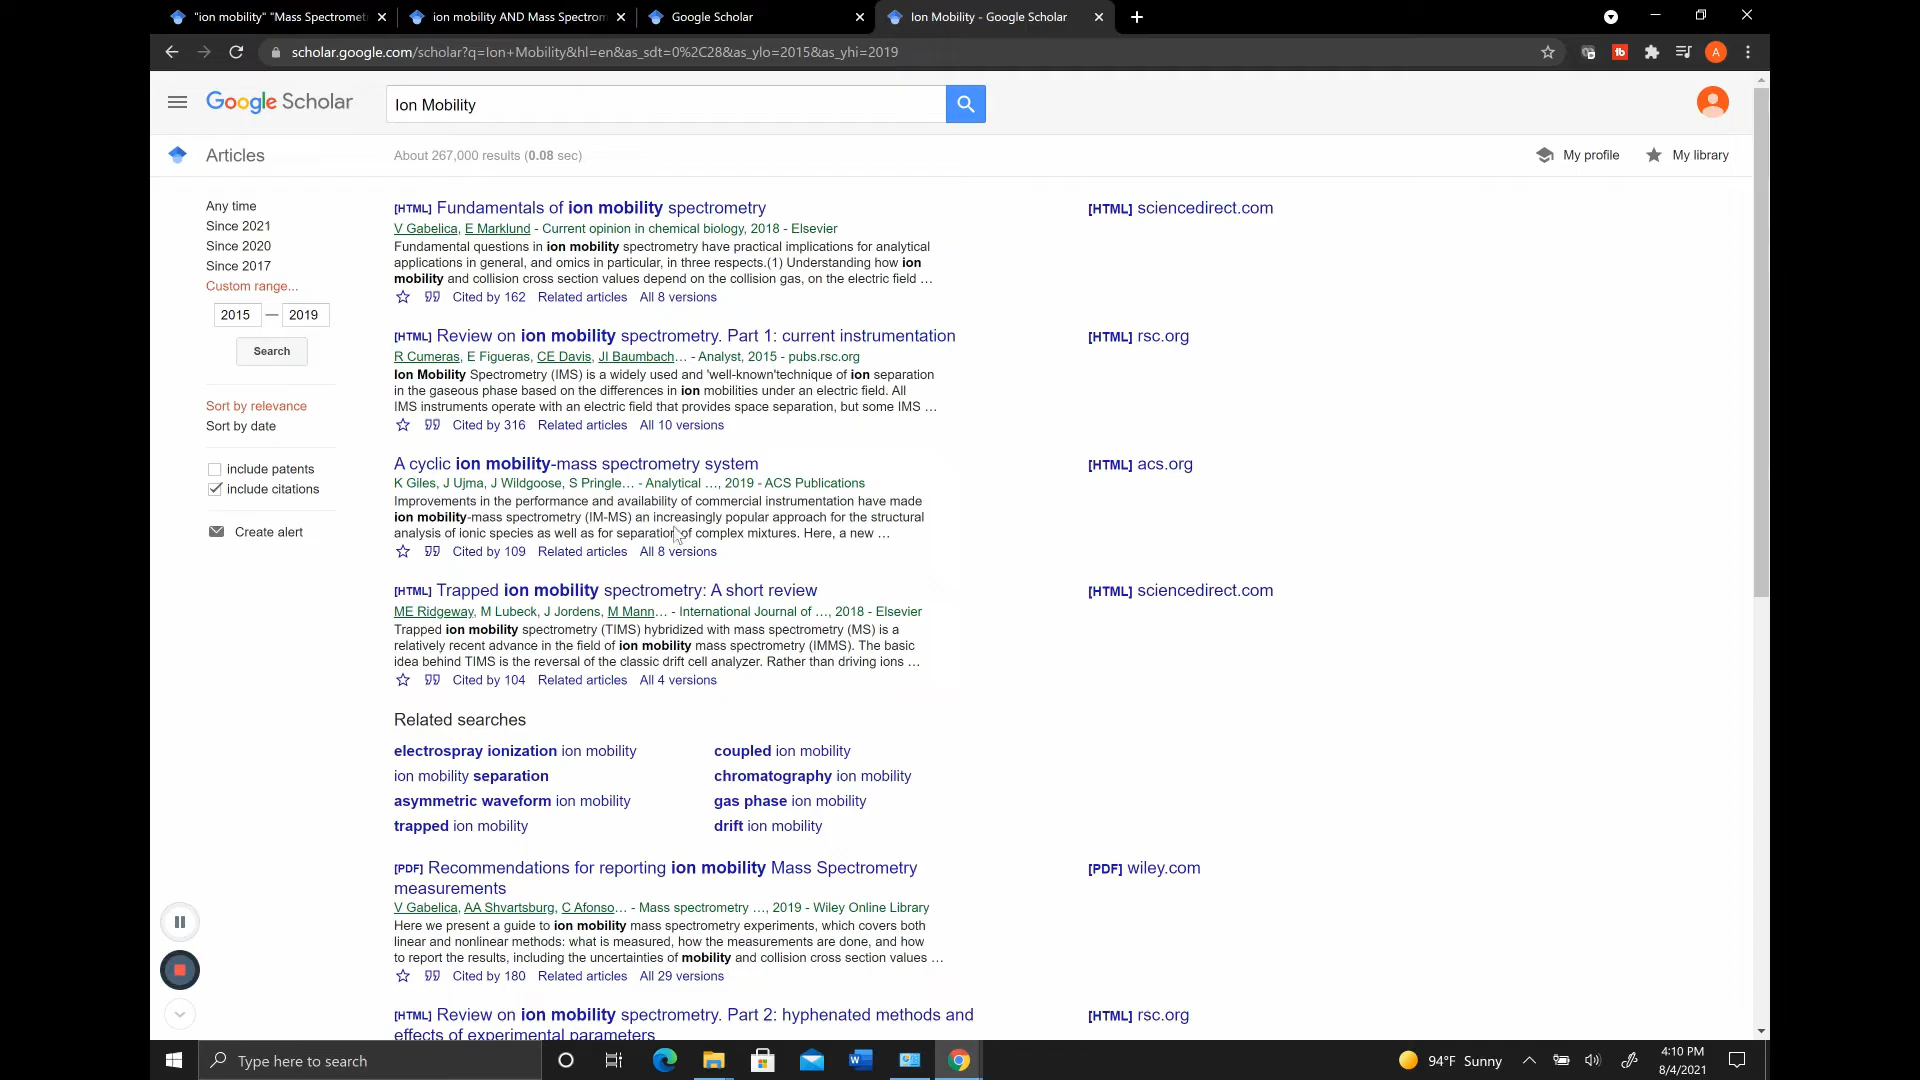 "ion mobility" "Mass Spectromet
ion mobility AND Mass Spectrom
Google Scholar
Ion Mobility - Google Scholar
scholar.google.com/scholar?q=Ion+Mobility&hl=en&as_sdt=0%2C28&as_ylo=2015&as_yhi=2019
A
Google Scholar
Ion Mobility
Articles
About 267,000 results (0.08 sec)
My profile
My library
Any time
Since 2021
Since 2020
Since 2017
Custom range...
2015 — 2019
Search
Sort by relevance
Sort by date
include patents
include citations
Create alert
[HTML] Fundamentals of ion mobility spectrometry
[HTML] sciencedirect.com
V Gabelica, E Marklund - Current opinion in chemical biology, 2018 - Elsevier
Fundamental questions in ion mobility spectrometry have practical implications for analytical
applications in general, and omics in particular, in three respects.(1) Understanding how ion
mobility and collision cross section values depend on the collision gas, on the electric field …
Cited by 162 Related articles All 8 versions
[HTML] Review on ion mobility spectrometry. Part 1: current instrumentation
[HTML] rsc.org
R Cumeras, E Figueras, CE Davis, JI Baumbach… - Analyst, 2015 - pubs.rsc.org
Ion Mobility Spectrometry (IMS) is a widely used and 'well-known'technique of ion separation
in the gaseous phase based on the differences in ion mobilities under an electric field. All
IMS instruments operate with an electric field that provides space separation, but some IMS …
Cited by 316 Related articles All 10 versions
A cyclic ion mobility-mass spectrometry system
[HTML] acs.org
K Giles, J Ujma, J Wildgoose, S Pringle… - Analytical …, 2019 - ACS Publications
Improvements in the performance and availability of commercial instrumentation have made
ion mobility-mass spectrometry (IM-MS) an increasingly popular approach for the structural
analysis of ionic species as well as for separation of complex mixtures. Here, a new …
Cited by 109 Related articles All 8 versions
[HTML] Trapped ion mobility spectrometry: A short review
[HTML] sciencedirect.com
ME Ridgeway, M Lubeck, J Jordens, M Mann… - International Journal of …, 2018 - Elsevier
Trapped ion mobility spectrometry (TIMS) hybridized with mass spectrometry (MS) is a
relatively recent advance in the field of ion mobility mass spectrometry (IMMS). The basic
idea behind TIMS is the reversal of the classic drift cell analyzer. Rather than driving ions …
Cited by 104 Related articles All 4 versions
Related searches
electrospray ionization ion mobility
coupled ion mobility
ion mobility separation
chromatography ion mobility
asymmetric waveform ion mobility
gas phase ion mobility
trapped ion mobility
drift ion mobility
[PDF] Recommendations for reporting ion mobility Mass Spectrometry
measurements
[PDF] wiley.com
V Gabelica, AA Shvartsburg, C Afonso… - Mass spectrometry …, 2019 - Wiley Online Library
Here we present a guide to ion mobility mass spectrometry experiments, which covers both
linear and nonlinear methods: what is measured, how the measurements are done, and how
to report the results, including the uncertainties of mobility and collision cross section values …
Cited by 180 Related articles All 29 versions
[HTML] Review on ion mobility spectrometry. Part 2: hyphenated methods and
effects of experimental parameters
[HTML] rsc.org
Type here to search
94°F Sunny
4:10 PM
8/4/2021